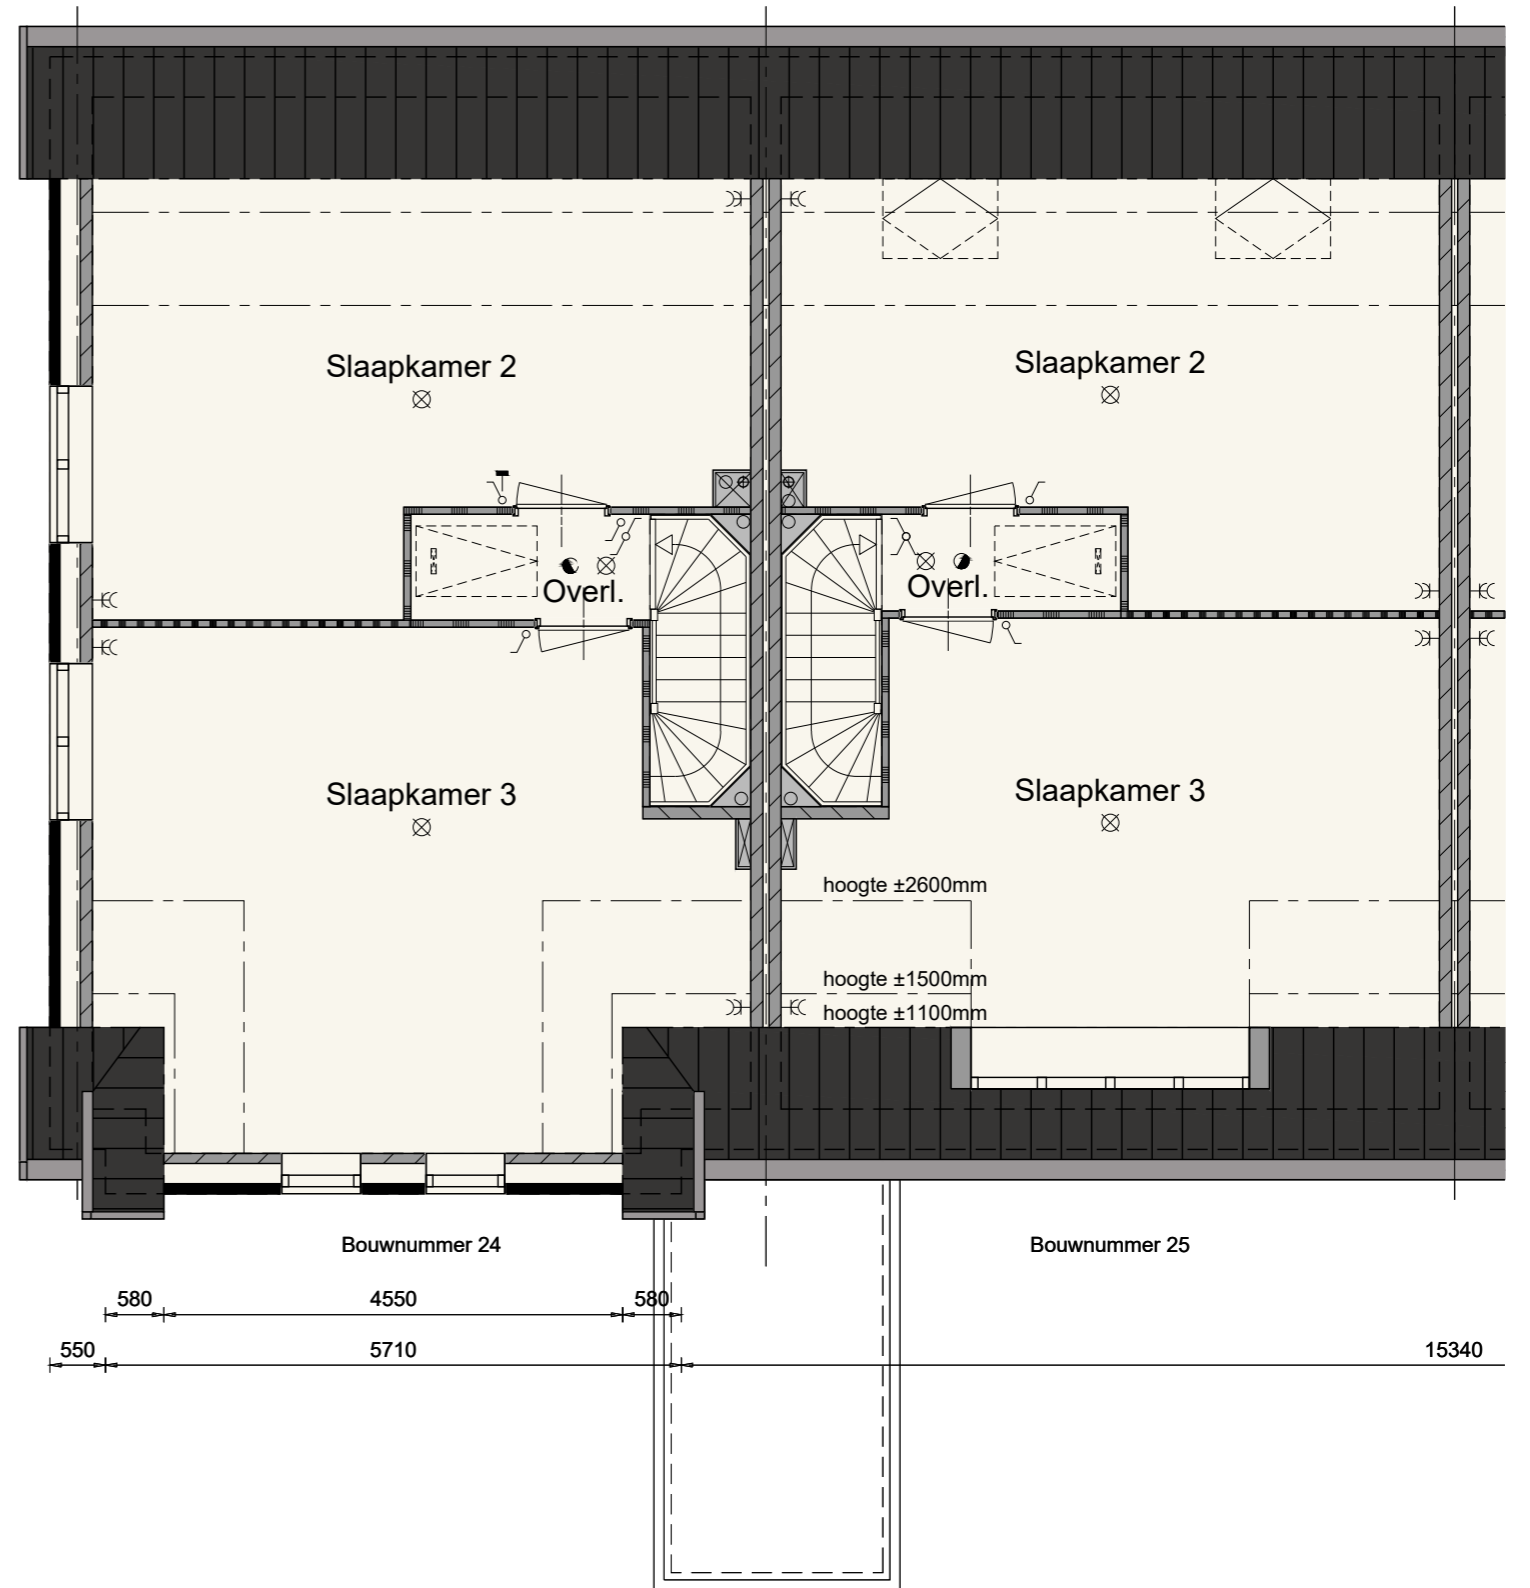 Slaapkamer 2
Slaapkamer 2
Overl.
Overl.
Slaapkamer 3
Slaapkamer 3
hoogte ±2600mm
hoogte ±1500mm
hoogte ±1100mm
Bouwnummer 24
Bouwnummer 25
580 4550 580
550 5710 15340